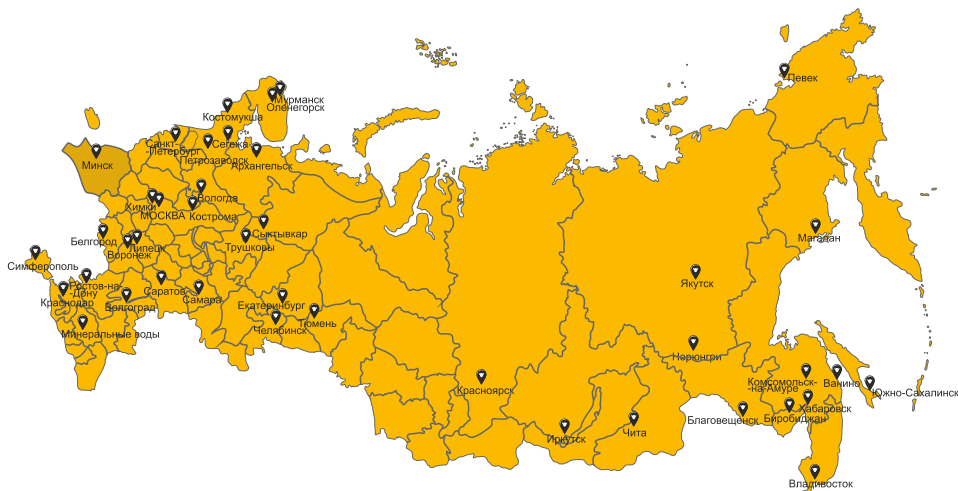 Певек
Мурманск
Оленегорск
Костомукша
Санкт-
-Петербург
Сегежа
Петрозаводск
Архангельск
Минск
Вологда
Химки
МОСКВА
Кострома
Сыктывкар
Белгород
Липецк
Трушковы
Воронеж
Магадан
Симферополь
Ростов-на-
-Дону
Краснодар
Саратов
Самара
Волгоград
Екатеринбург
Якутск
Минеральные воды
Челябинск
Тюмень
Нерюнгри
Красноярск
Комсомольск-
-на-Амуре
Ванино
Южно-Сахалинск
Хабаровск
Биробиджан
Благовещенск
Чита
Иркутск
Владивосток